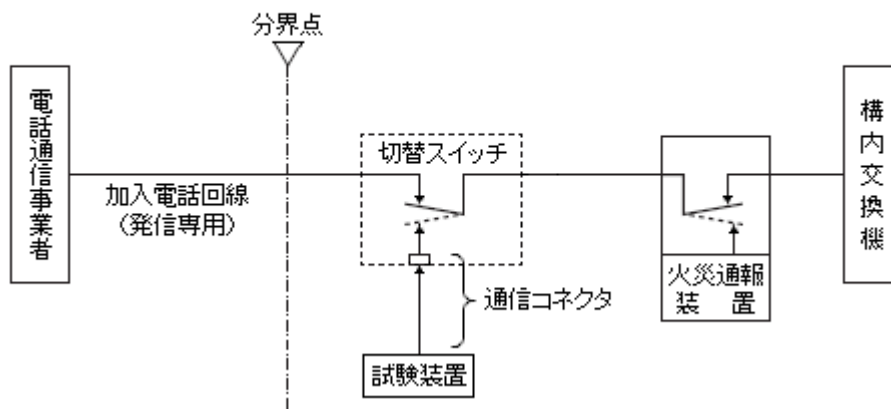 分界点
電話通信事業者
加入電話回線
(発信専用)
切替スイッチ
通信コネクタ
試験装置
火災通報
装　置
構内交換機